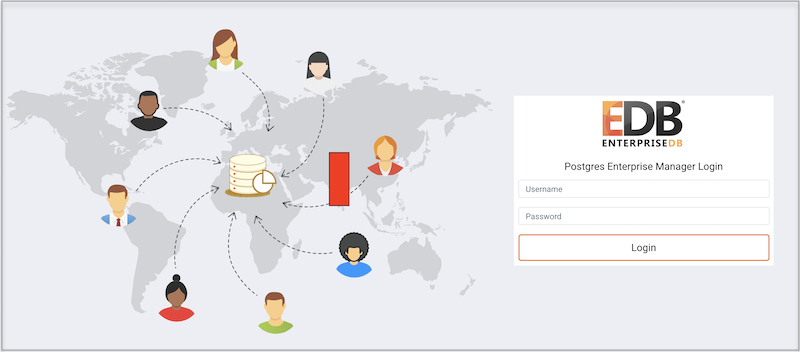 EDB
ENTERPRISEDB
Postgres Enterprise Manager Login
Username
Password
Login